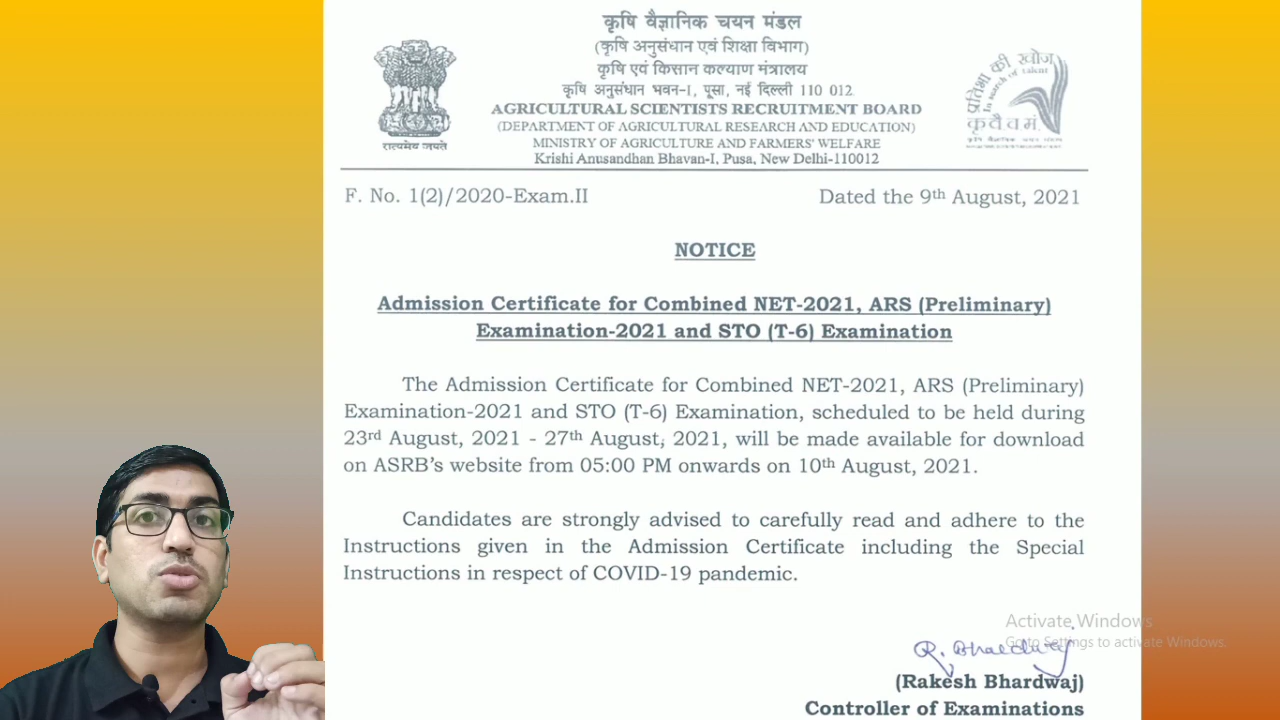 कृषि वैज्ञानिक चयन मंडल
(कृषि अनुसंधान एवं शिक्षा विभाग)
कृषि एवं किसान कल्याण मंत्रालय
कृषि अनुसंधान भवन-I, पूसा, नई दिल्ली 110 012
AGRICULTURAL SCIENTISTS RECRUITMENT BOARD
(DEPARTMENT OF AGRICULTURAL RESEARCH AND EDUCATION)
MINISTRY OF AGRICULTURE AND FARMERS' WELFARE
Krishi Anusandhan Bhavan-I, Pusa, New Delhi-110012
सत्यमेव जयते
प्रतिभा की खोज
In search of talent
कृ.वै.च.मं.
F. No. 1(2)/2020-Exam.II
Dated the 9th August, 2021
NOTICE
Admission Certificate for Combined NET-2021, ARS (Preliminary)
Examination-2021 and STO (T-6) Examination
The Admission Certificate for Combined NET-2021, ARS (Preliminary)
Examination-2021 and STO (T-6) Examination, scheduled to be held during
23rd August, 2021 - 27th August, 2021, will be made available for download
on ASRB's website from 05:00 PM onwards on 10th August, 2021.
Candidates are strongly advised to carefully read and adhere to the
Instructions given in the Admission Certificate including the Special
Instructions in respect of COVID-19 pandemic.
Activate Windows
Go to Settings to activate Windows.
R. Bhardwaj
(Rakesh Bhardwaj)
Controller of Examinations